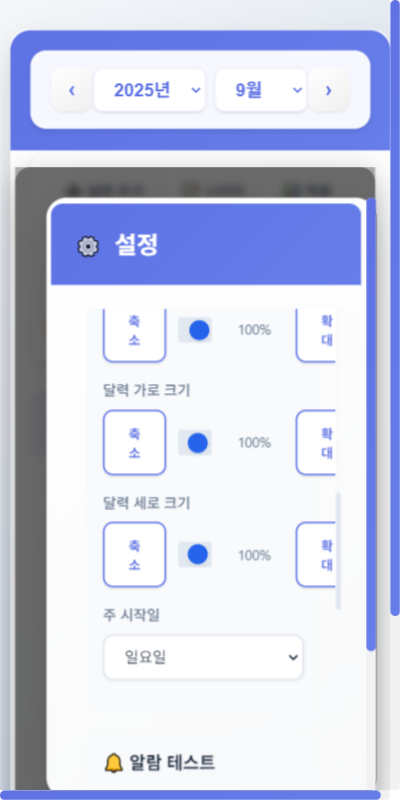 ‹ 2025년 9월 ›
설정
축소 100% 확대
달력 가로 크기
축소 100% 확대
달력 세로 크기
축소 100% 확대
주 시작일
일요일
🔔 알람 테스트